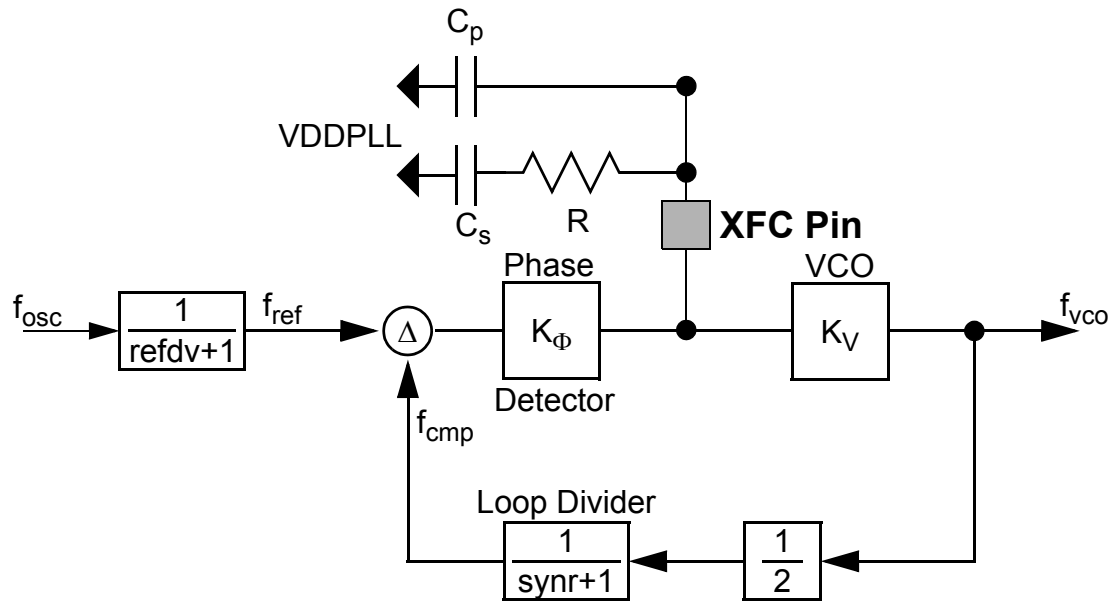 Cp
VDDPLL
Cs
R
XFC Pin
Phase
VCO
fosc
1
refdv+1
fref
Δ
KΦ
KV
fvco
Detector
fcmp
Loop Divider
1
synr+1
1
2